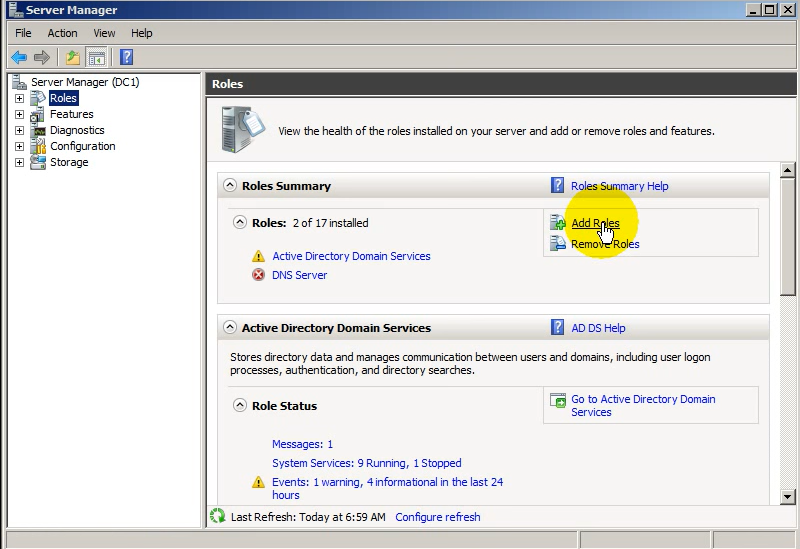 Server Manager
File Action View Help
Server Manager (DC1)
Roles
Features
Diagnostics
Configuration
Storage
Roles
View the health of the roles installed on your server and add or remove roles and features.
Roles Summary
Roles Summary Help
Roles: 2 of 17 installed
Add Roles
Remove Roles
Active Directory Domain Services
DNS Server
Active Directory Domain Services
AD DS Help
Stores directory data and manages communication between users and domains, including user logon
processes, authentication, and directory searches.
Role Status
Go to Active Directory Domain
Services
Messages: 1
System Services: 9 Running, 1 Stopped
Events: 1 warning, 4 informational in the last 24
hours
Last Refresh: Today at 6:59 AM Configure refresh